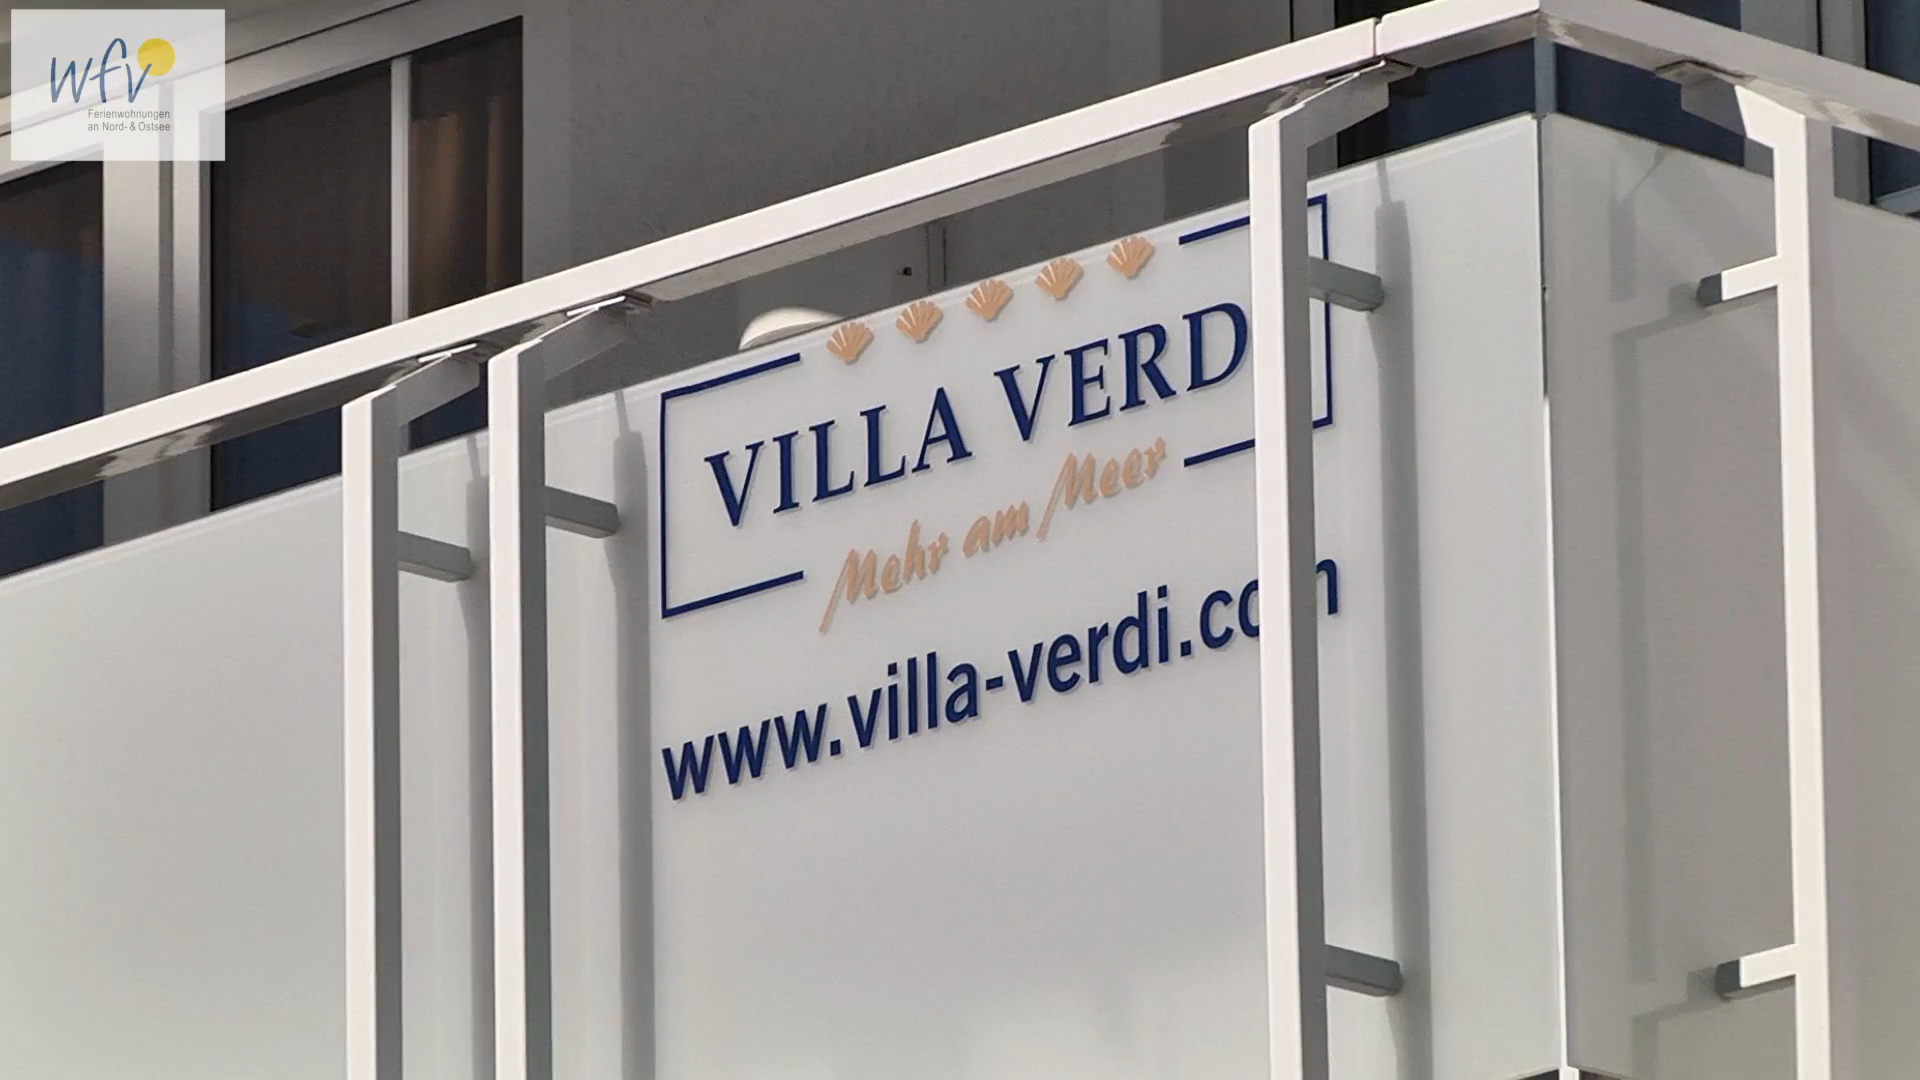 wfv
Ferienwohnungen
an Nord- & Ostsee
VILLA VERDI
Mehr am Meer
www.villa-verdi.com